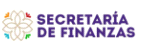 SECRETARÍA
DE FINANZAS